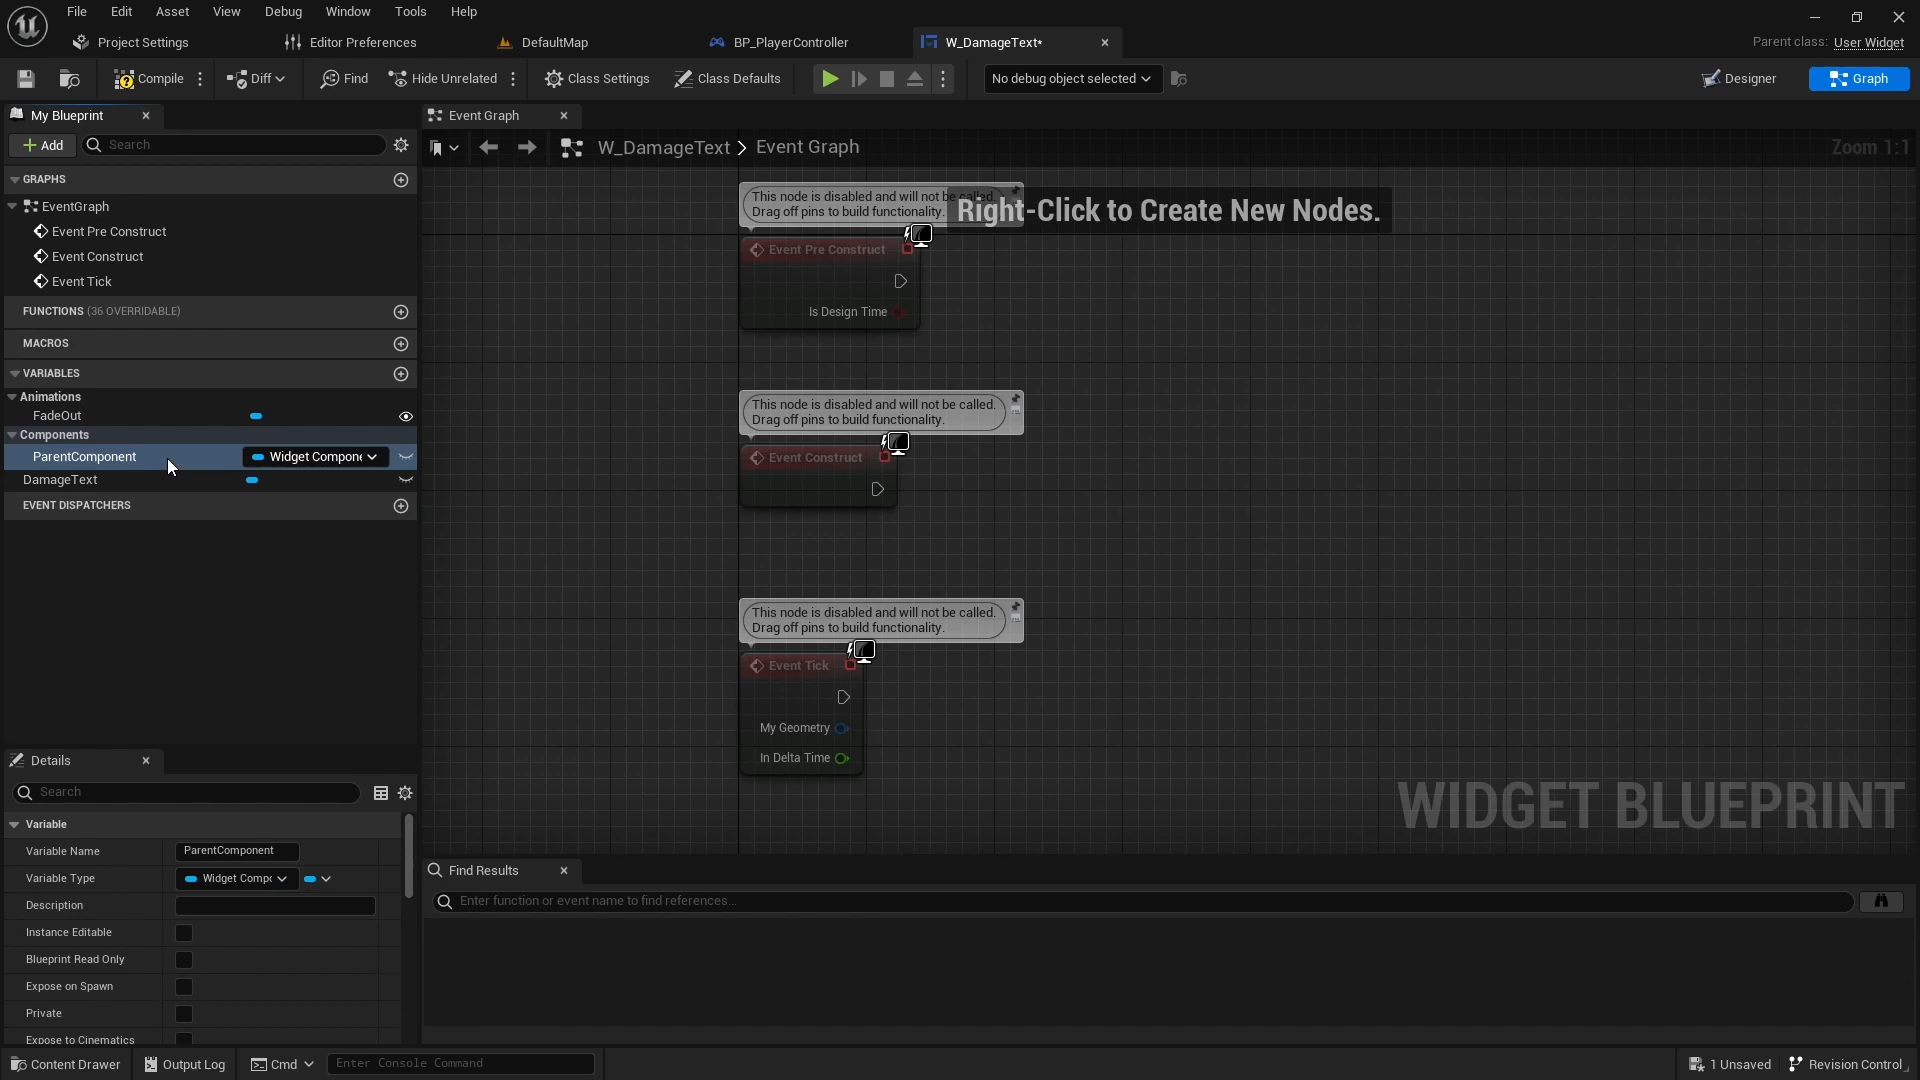 File Edit Asset View Debug Window Tools Help
Project Settings Editor Preferences DefaultMap BP_PlayerController W_DamageText* Parent class: User Widget
Compile Diff Find Hide Unrelated Class Settings Class Defaults No debug object selected Designer Graph
My Blueprint
Add Search
GRAPHS
EventGraph
Event Pre Construct
Event Construct
Event Tick
FUNCTIONS (36 OVERRIDABLE)
MACROS
VARIABLES
Animations
FadeOut
Components
ParentComponent Widget Compone
DamageText
EVENT DISPATCHERS
Event Graph
W_DamageText > Event Graph Zoom 1:1
This node is disabled and will not be called.
Drag off pins to build functionality.
Right-Click to Create New Nodes.
Event Pre Construct
Is Design Time
This node is disabled and will not be called.
Drag off pins to build functionality.
Event Construct
This node is disabled and will not be called.
Drag off pins to build functionality.
Event Tick
My Geometry
In Delta Time
WIDGET BLUEPRINT
Details
Search
Variable
Variable Name ParentComponent
Variable Type Widget Compo
Description
Instance Editable
Blueprint Read Only
Expose on Spawn
Private
Expose to Cinematics
Find Results
Enter function or event name to find references...
Content Drawer Output Log Cmd Enter Console Command 1 Unsaved Revision Control